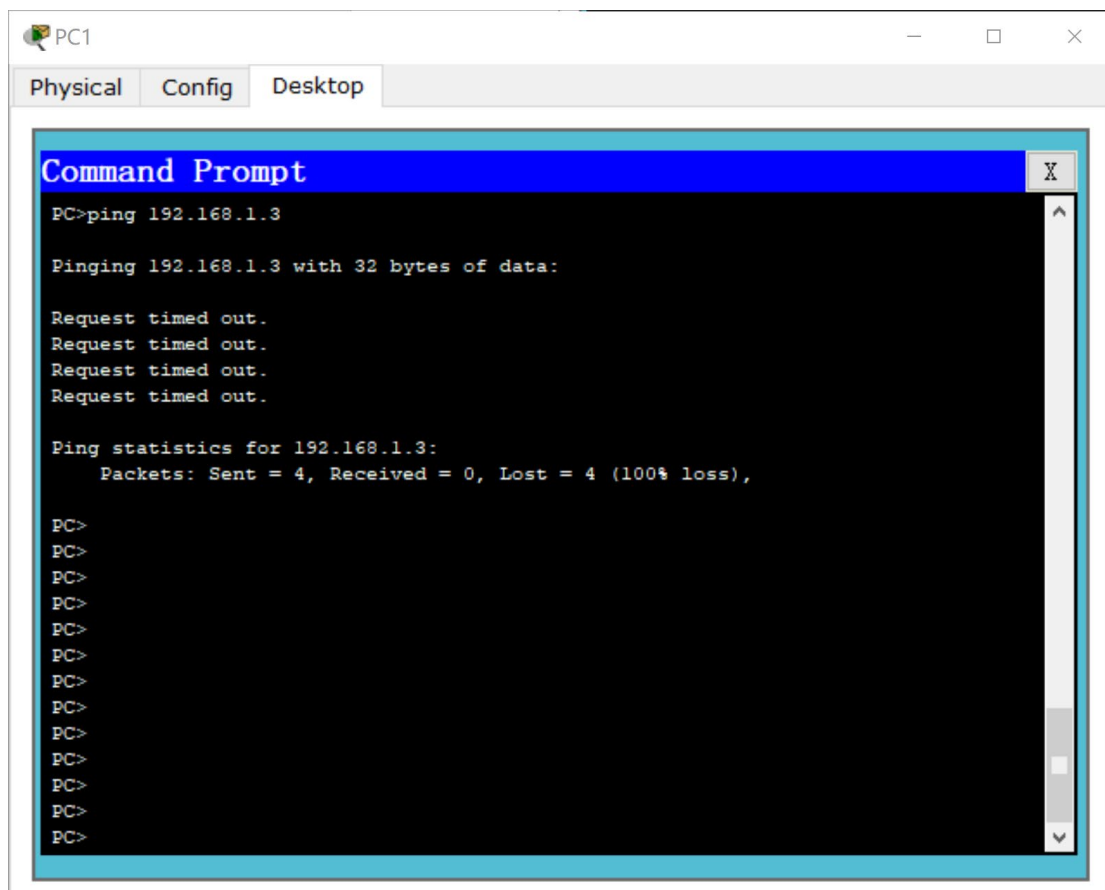 PC1
Physical Config Desktop
Command Prompt X
PC>ping 192.168.1.3
Pinging 192.168.1.3 with 32 bytes of data:
Request timed out.
Request timed out.
Request timed out.
Request timed out.
Ping statistics for 192.168.1.3:
Packets: Sent = 4, Received = 0, Lost = 4 (100% loss),
PC>
PC>
PC>
PC>
PC>
PC>
PC>
PC>
PC>
PC>
PC>
PC>
PC>